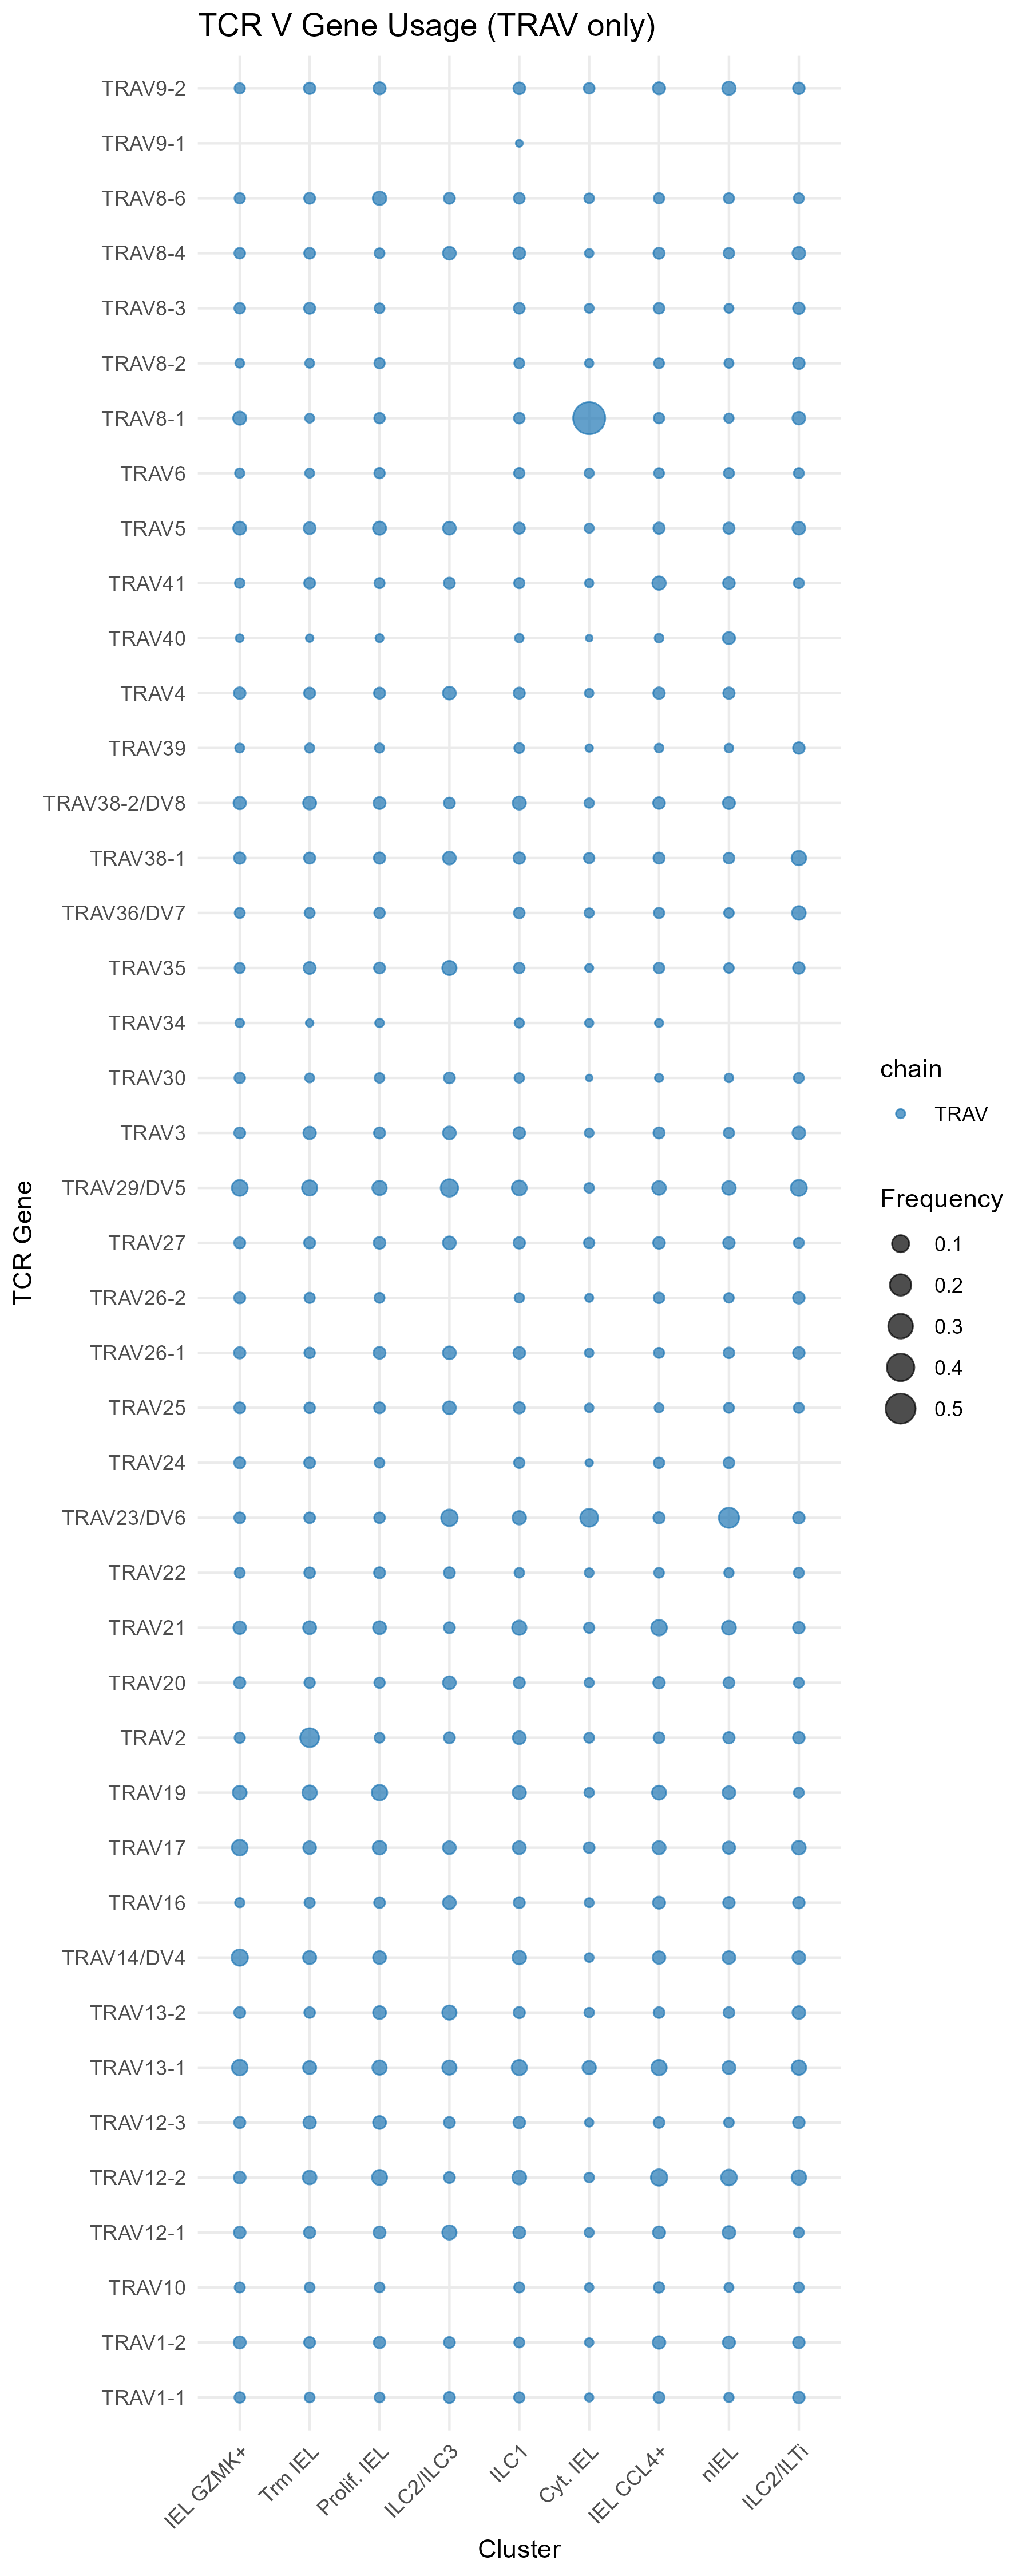 TCR V Gene Usage (TRAV only)
TRAV9-2
TRAV9-1
TRAV8-6
TRAV8-4
TRAV8-3
TRAV8-2
TRAV8-1
TRAV6
TRAV5
TRAV41
TRAV40
TRAV4
TRAV39
TRAV38-2/DV8
TRAV38-1
TRAV36/DV7
TRAV35
TRAV34
TRAV30
TRAV3
TRAV29/DV5
TRAV27
TRAV26-2
TRAV26-1
TRAV25
TRAV24
TRAV23/DV6
TRAV22
TRAV21
TRAV20
TRAV2
TRAV19
TRAV17
TRAV16
TRAV14/DV4
TRAV13-2
TRAV13-1
TRAV12-3
TRAV12-2
TRAV12-1
TRAV10
TRAV1-2
TRAV1-1
TCR Gene
IEL GZMK+
Trm IEL
Prolif. IEL
ILC2/ILC3
ILC1
Cyt. IEL
IEL CCL4+
nIEL
ILC2/ILTi
Cluster
chain
TRAV
Frequency
0.1
0.2
0.3
0.4
0.5